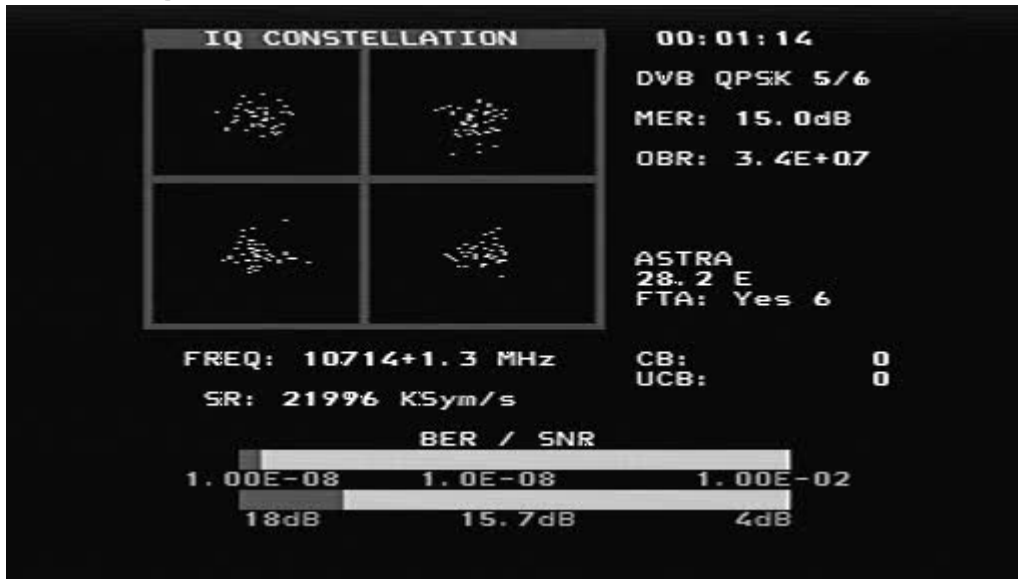 IQ CONSTELLATION
00:01:14
DVB QPSK 5/6
MER: 15.0dB
OBR: 3.4E+07
ASTRA
28.2 E
FTA: Yes 6
FREQ: 10714+1.3 MHz
CB: 0
UCB: 0
SR: 21996 KSym/s
BER / SNR
1.00E-08 1.0E-08 1.00E-02
18dB 15.7dB 4dB